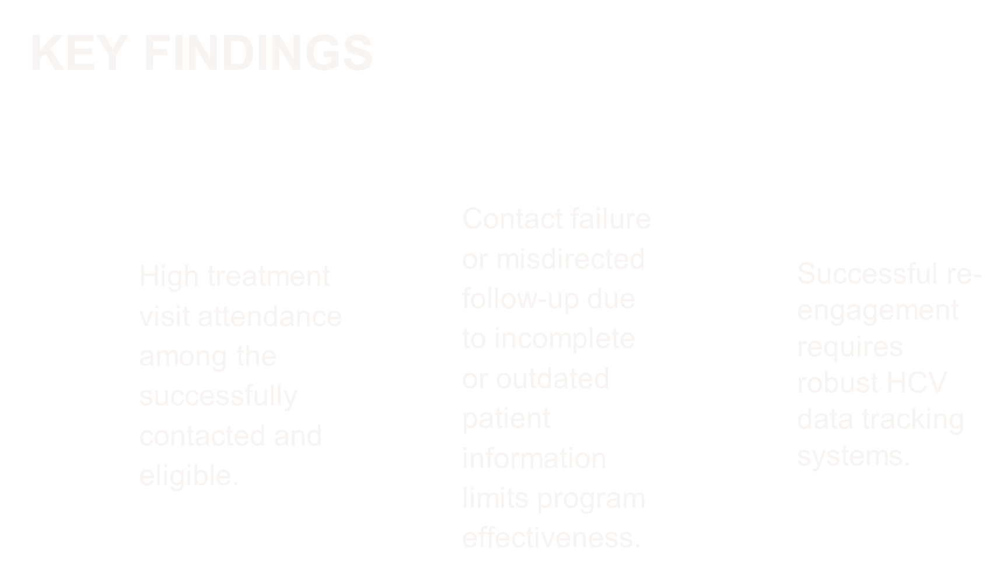 KEY FINDINGS
High treatment
visit attendance
among the
successfully
contacted and
eligible.
Contact failure
or misdirected
follow-up due
to incomplete
or outdated
patient
information
limits program
effectiveness.
Successful re-
engagement
requires
robust HCV
data tracking
systems.